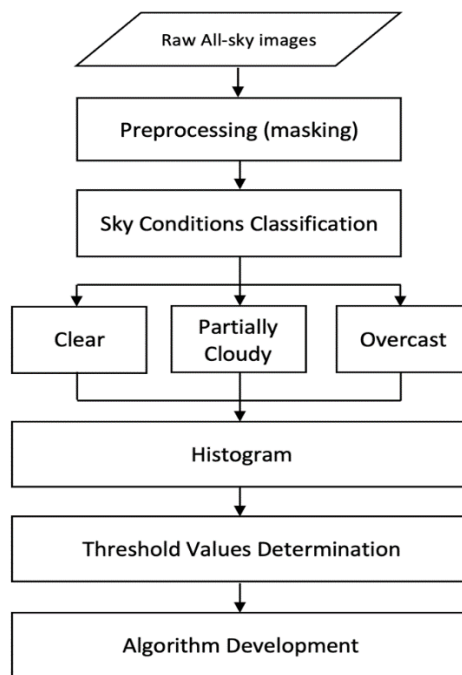 Raw All-sky images
Preprocessing (masking)
Sky Conditions Classification
Clear
Partially
Cloudy
Overcast
Histogram
Threshold Values Determination
Algorithm Development